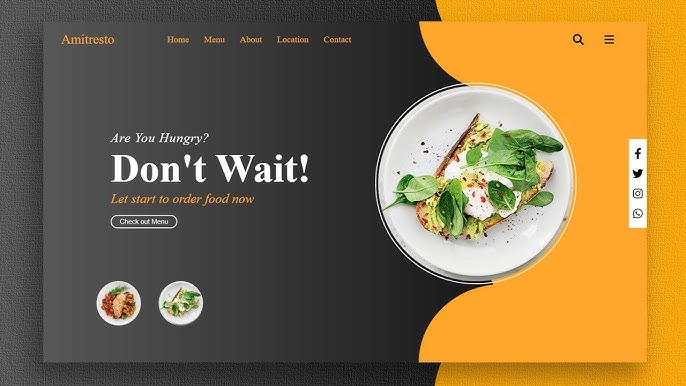 Amitresto
Home Menu About Location Contact
Are You Hungry?
Don't Wait!
Let start to order food now
Check out Menu